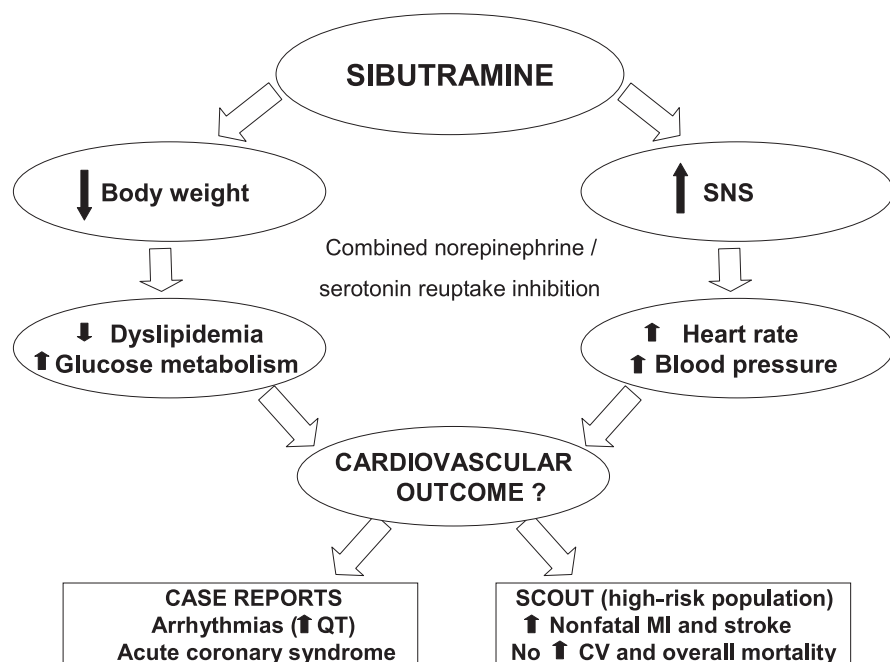 SIBUTRAMINE
⬇ Body weight
⬆ SNS
Combined norepinephrine /
serotonin reuptake inhibition
⬇ Dyslipidemia
⬆ Glucose metabolism
⬆ Heart rate
⬆ Blood pressure
CARDIOVASCULAR
OUTCOME ?
CASE REPORTS
Arrhythmias (⬆ QT)
Acute coronary syndrome
SCOUT (high-risk population)
⬆ Nonfatal MI and stroke
No ⬆ CV and overall mortality